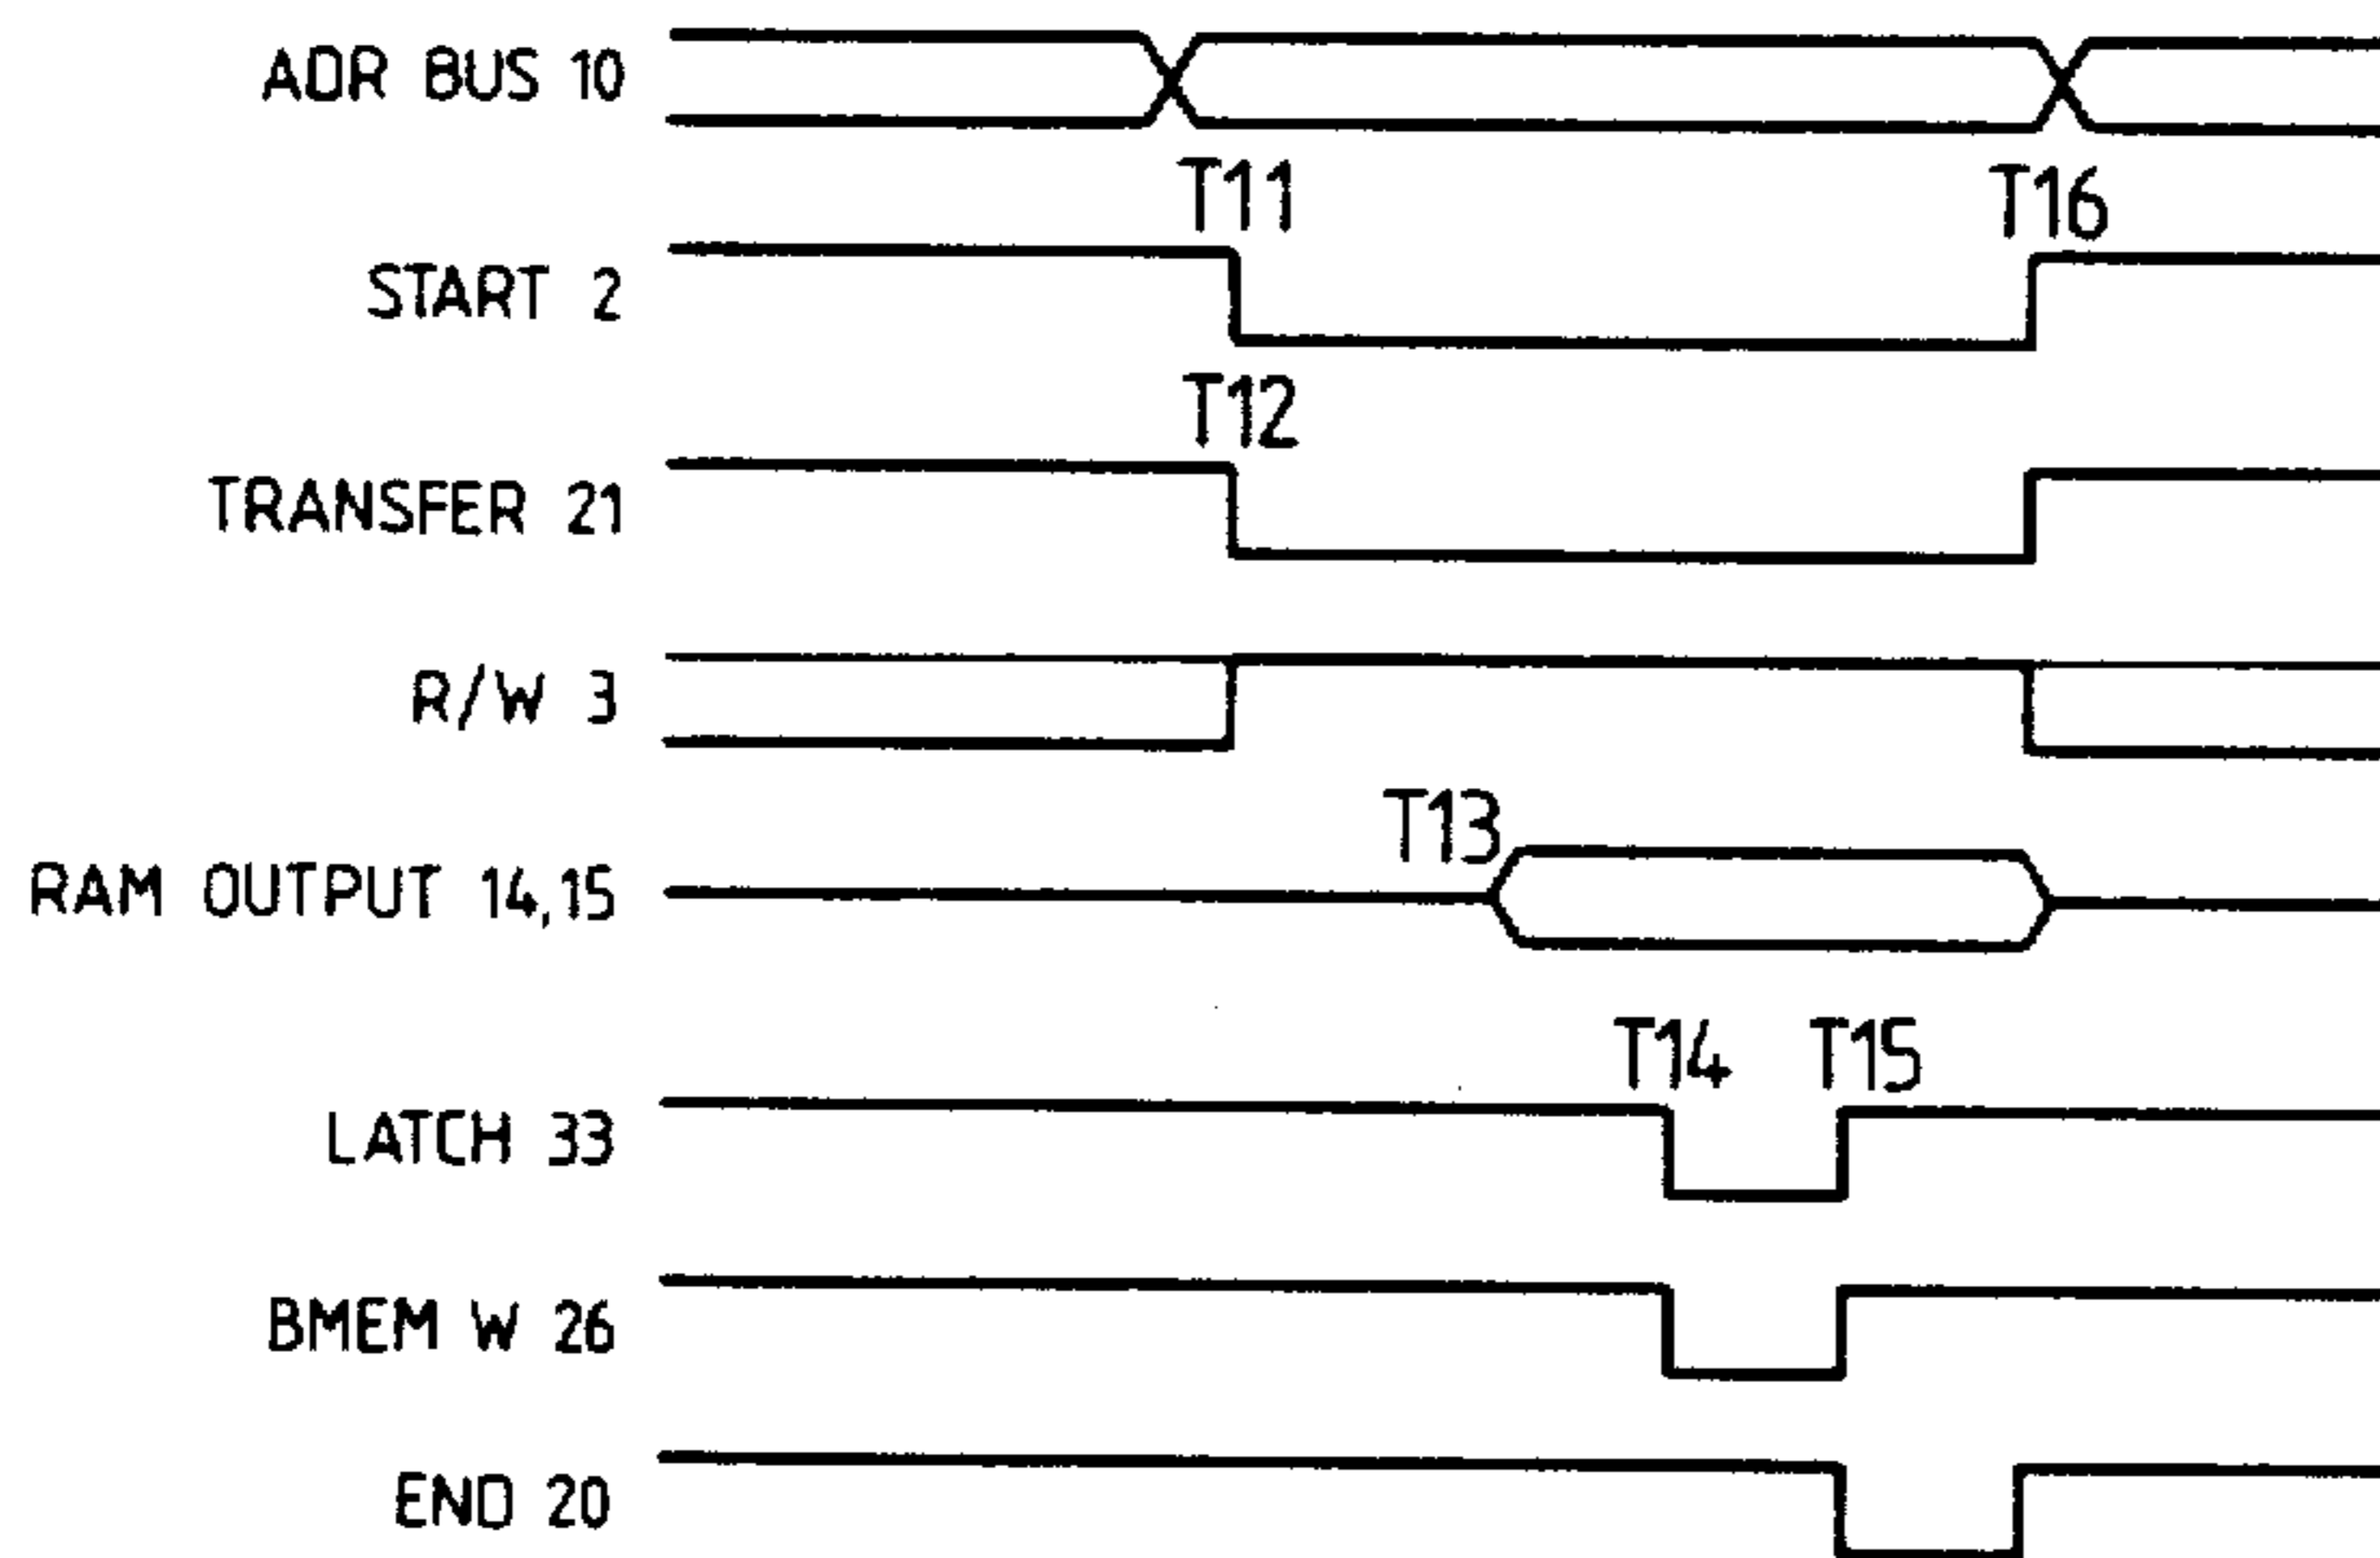 ADR BUS 10
T11 T16
START 2
T12
TRANSFER 21
R/W 3
T13
RAM OUTPUT 14,15
T14 T15
LATCH 33
BMEM W 26
END 20